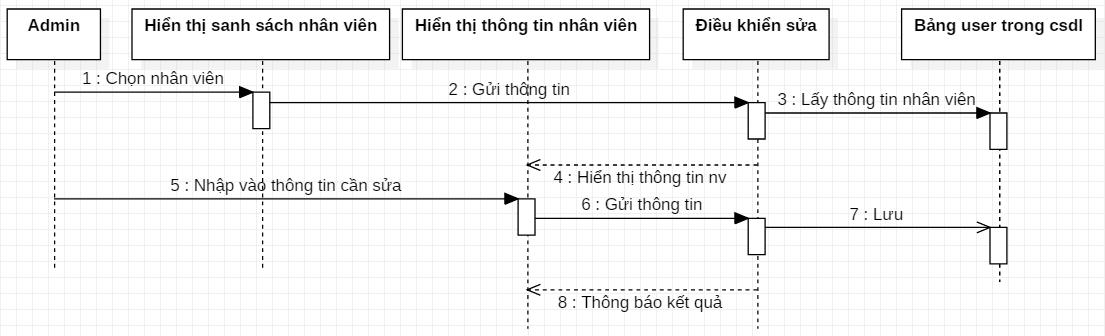 Admin
Hiển thị sanh sách nhân viên
Hiển thị thông tin nhân viên
Điều khiển sửa
Bảng user trong csdl
1 : Chọn nhân viên
2 : Gửi thông tin
3 : Lấy thông tin nhân viên
4 : Hiển thị thông tin nv
5 : Nhập vào thông tin cần sửa
6 : Gửi thông tin
7 : Lưu
8 : Thông báo kết quả